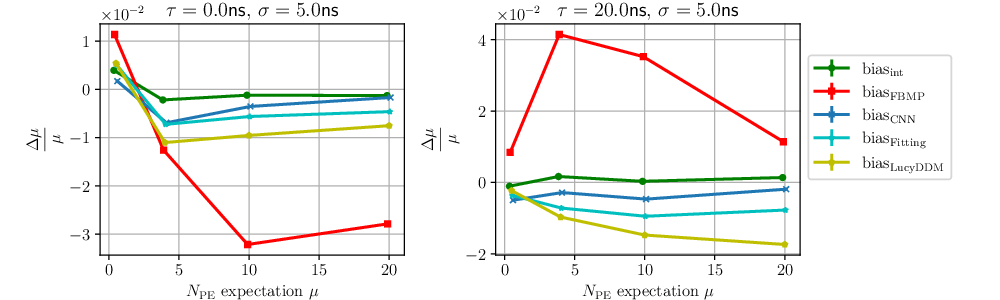 ×10⁻² τ = 0.0ns, σ = 5.0ns
1
0
−1
−2
−3
Δμ/μ
0 5 10 15 20
N_PE expectation μ
×10⁻² τ = 20.0ns, σ = 5.0ns
4
2
0
−2
Δμ/μ
0 5 10 15 20
N_PE expectation μ
bias_int
bias_FBMP
bias_CNN
bias_Fitting
bias_LucyDDM